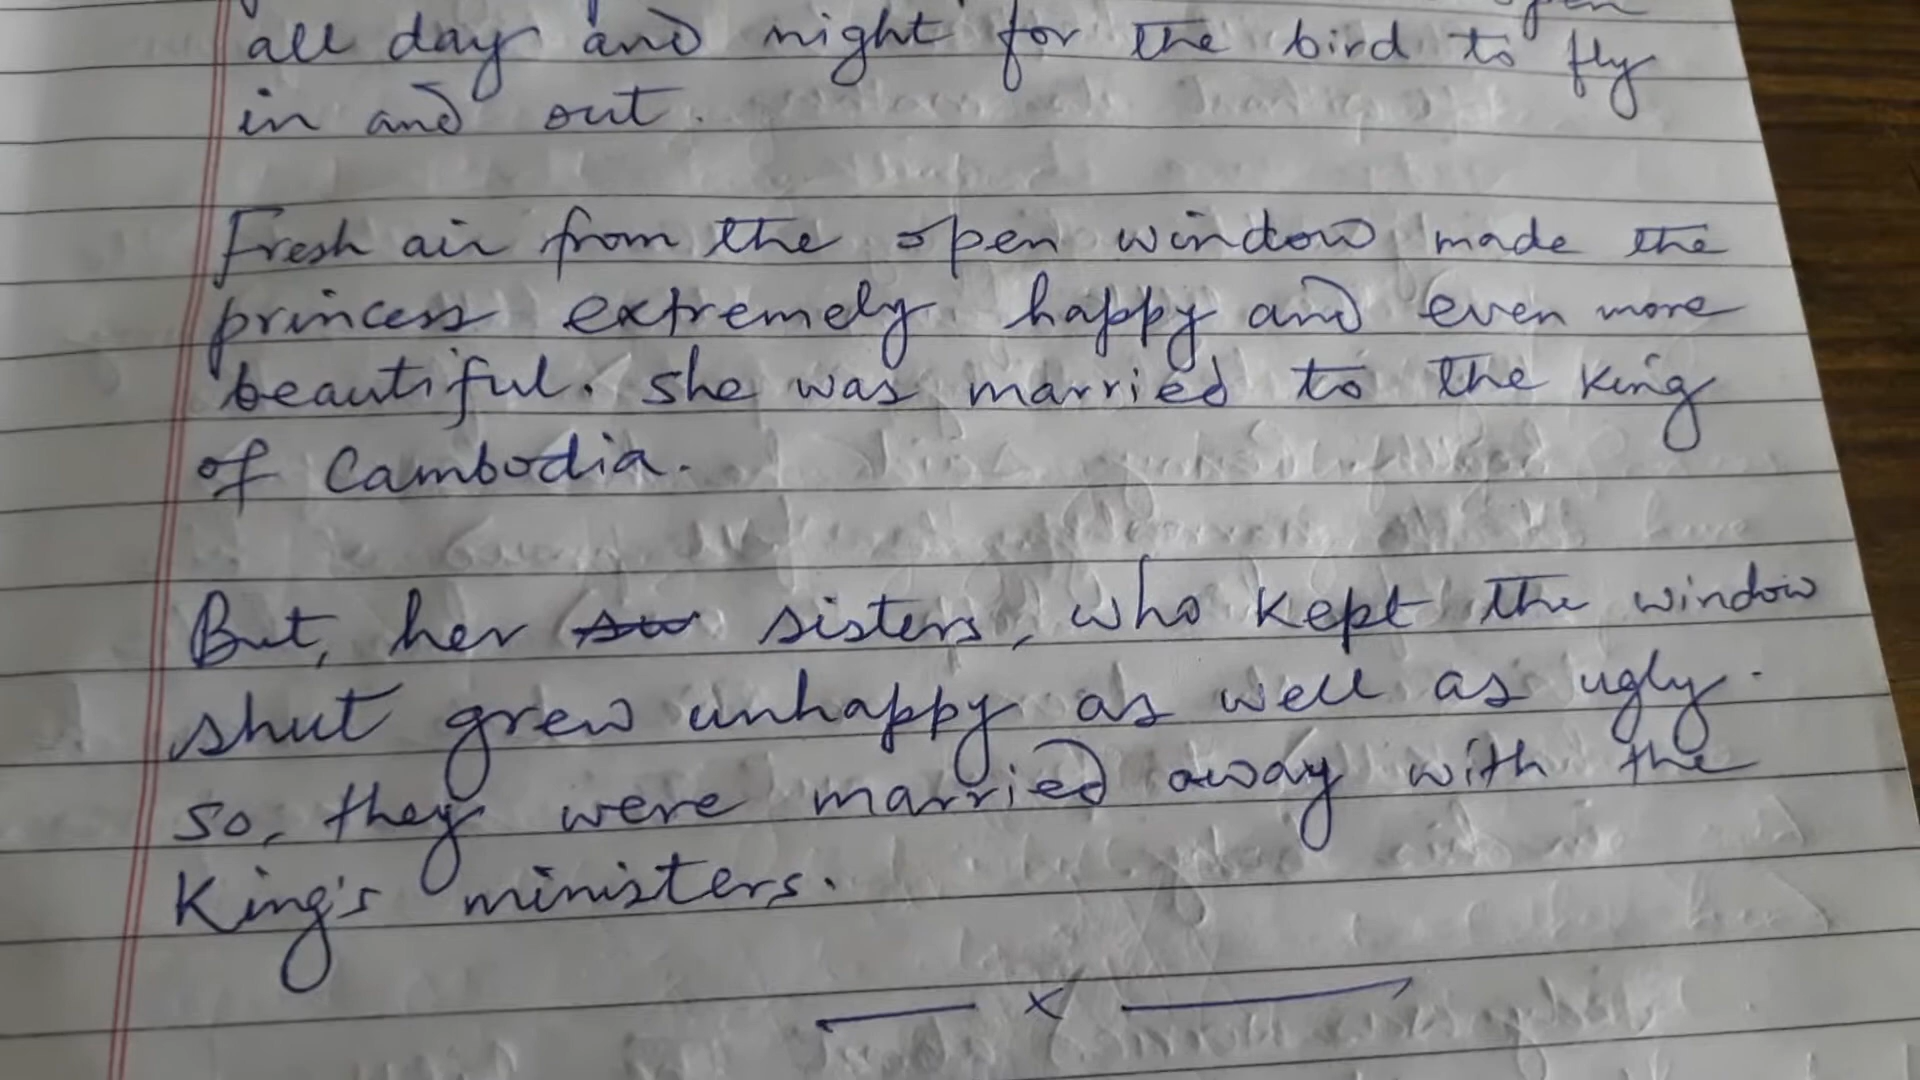 all day and night for the bird to fly
in and out.
Fresh air from the open window made the
princess extremely happy and even more
beautiful. She was married to the King
of Cambodia.
But, her sisters, who kept the window
shut grew unhappy as well as ugly.
so, they were married away with the
King's ministers.
x